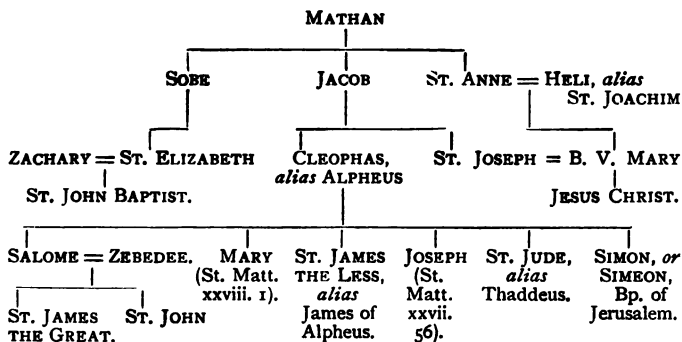 MATHAN
SOBE JACOB ST. ANNE = HELI, alias
ST. JOACHIM
ZACHARY = ST. ELIZABETH CLEOPHAS, ST. JOSEPH = B. V. MARY
alias ALPHEUS
ST. JOHN BAPTIST. JESUS CHRIST.
SALOME = ZEBEDEE. MARY ST. JAMES JOSEPH ST. JUDE, SIMON, or
(St. Matt. THE LESS, (St. alias SIMEON,
xxviii. 1). alias Matt. Thaddeus. Bp. of
ST. JAMES ST. JOHN James of xxvii. Jerusalem.
THE GREAT. Alpheus, 56).